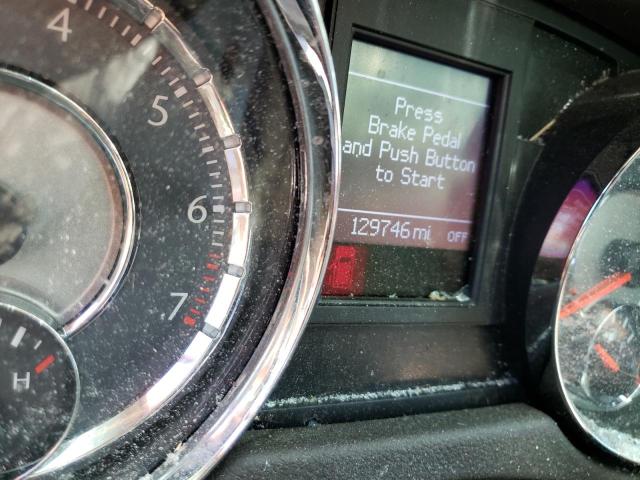 4
5
6
7
H
Press
Brake Pedal
and Push Button
to Start
129746 mi OFF